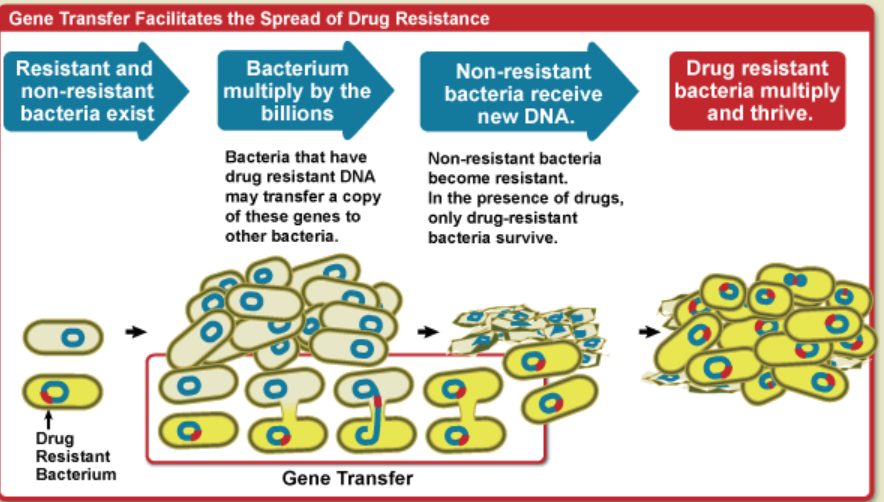 Gene Transfer Facilitates the Spread of Drug Resistance
Resistant and
non-resistant
bacteria exist
Bacterium
multiply by the
billions
Non-resistant
bacteria receive
new DNA.
Drug resistant
bacteria multiply
and thrive.
Bacteria that have
drug resistant DNA
may transfer a copy
of these genes to
other bacteria.
Non-resistant bacteria
become resistant.
In the presence of drugs,
only drug-resistant
bacteria survive.
Drug
Resistant
Bacterium
Gene Transfer